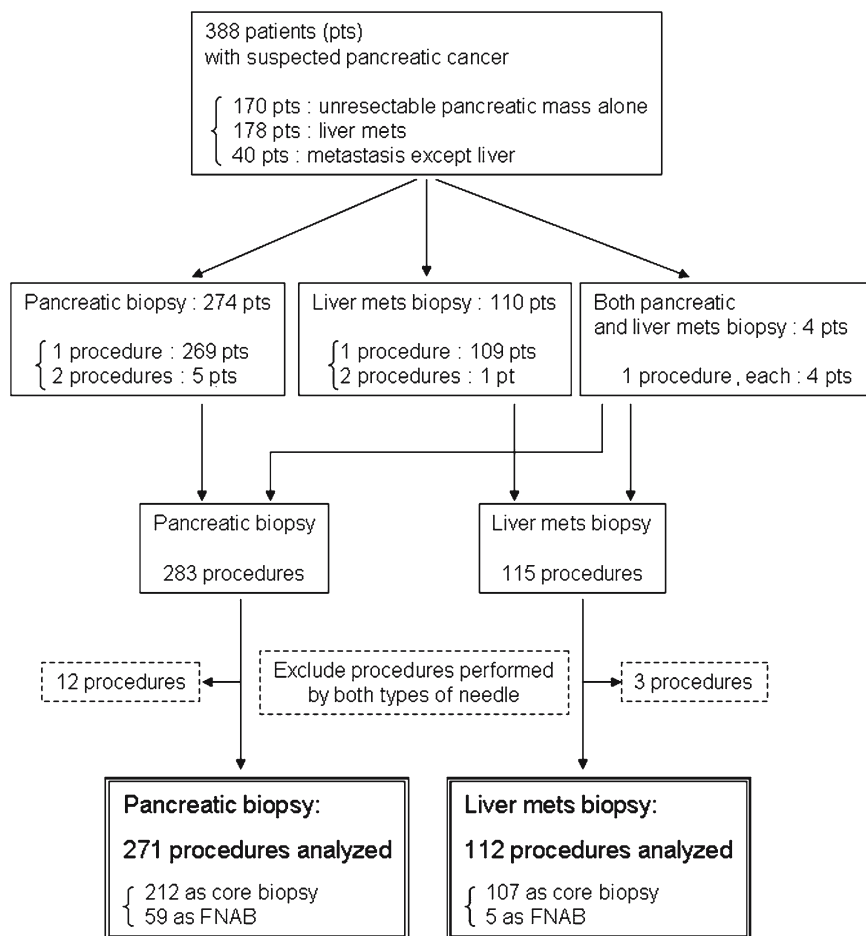 388 patients (pts)
with suspected pancreatic cancer
170 pts : unresectable pancreatic mass alone
178 pts : liver mets
40 pts : metastasis except liver
Pancreatic biopsy : 274 pts
1 procedure : 269 pts
2 procedures : 5 pts
Liver mets biopsy : 110 pts
1 procedure : 109 pts
2 procedures : 1 pt
Both pancreatic
and liver mets biopsy : 4 pts
1 procedure , each : 4 pts
Pancreatic biopsy
283 procedures
Liver mets biopsy
115 procedures
12 procedures
Exclude procedures performed
by both types of needle
3 procedures
Pancreatic biopsy:
271 procedures analyzed
212 as core biopsy
59 as FNAB
Liver mets biopsy:
112 procedures analyzed
107 as core biopsy
5 as FNAB